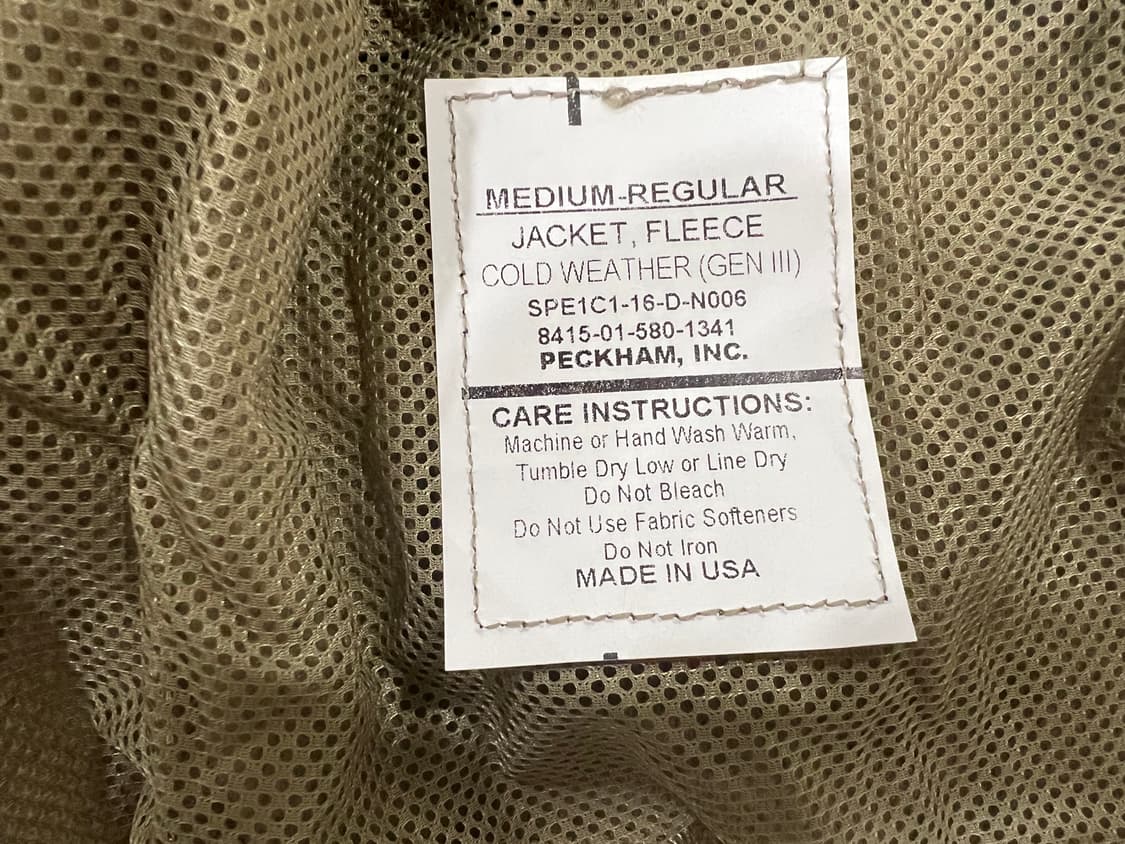 MEDIUM-REGULAR
JACKET, FLEECE
COLD WEATHER (GEN III)
SPE1C1-16-D-N006
8415-01-580-1341
PECKHAM, INC.
CARE INSTRUCTIONS:
Machine or Hand Wash Warm,
Tumble Dry Low or Line Dry
Do Not Bleach
Do Not Use Fabric Softeners
Do Not Iron
MADE IN USA